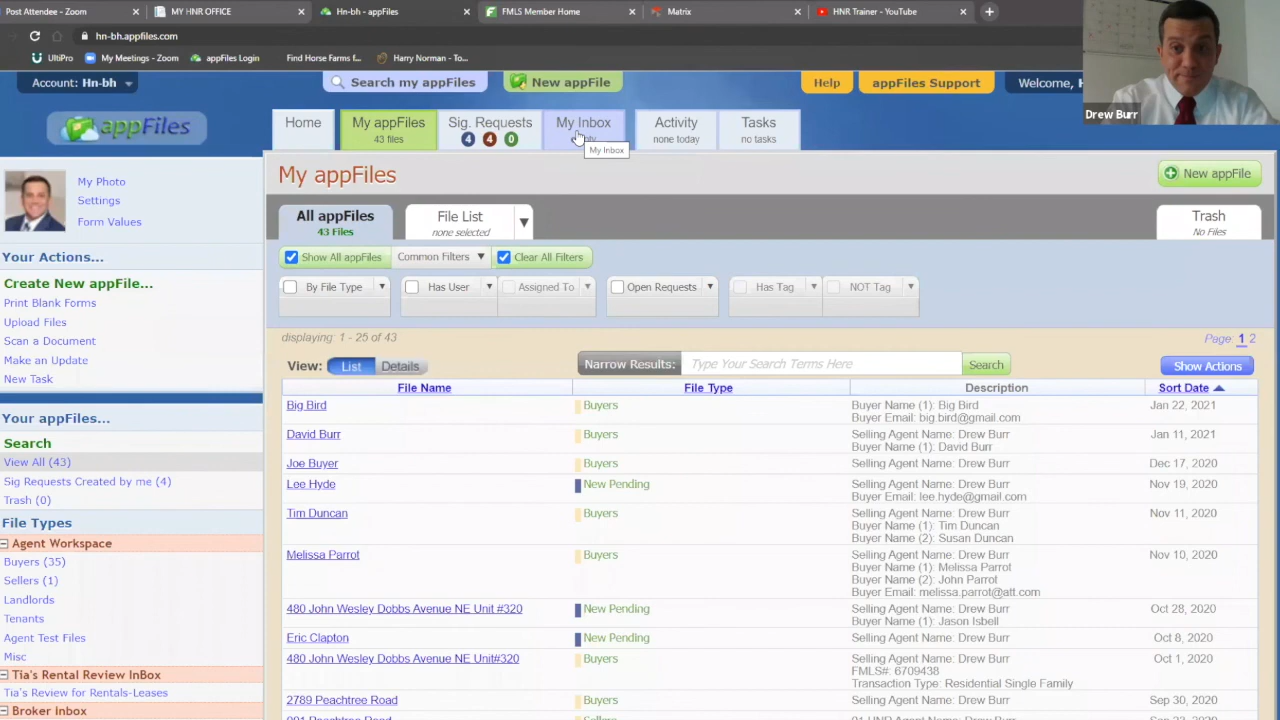 Post Attendee - Zoom
MY HNR OFFICE
Hn-bh - appFiles
FMLS Member Home
Matrix
HNR Trainer - YouTube
hn-bh.appfiles.com
UltiPro
My Meetings - Zoom
appFiles Login
Find Horse Farms f...
Harry Norman - To...
Drew Burr
Account: Hn-bh
Search my appFiles
New appFile
Help
appFiles Support
Welcome,
appFiles
Home
My appFiles
43 files
Sig. Requests
4 4 0
My Inbox
My Inbox
Activity
none today
Tasks
no tasks
My Photo
Settings
Form Values
Your Actions...
Create New appFile...
Print Blank Forms
Upload Files
Scan a Document
Make an Update
New Task
Your appFiles...
Search
View All (43)
Sig Requests Created by me (4)
Trash (0)
File Types
Agent Workspace
Buyers (35)
Sellers (1)
Landlords
Tenants
Agent Test Files
Misc
Tia's Rental Review InBox
Tia's Review for Rentals-Leases
Broker Inbox
My appFiles
New appFile
All appFiles
43 Files
File List
none selected
Trash
No Files
Show All appFiles
Common Filters
Clear All Filters
By File Type
Has User
Assigned To
Open Requests
Has Tag
NOT Tag
displaying: 1 - 25 of 43
Page 1 2
View: List Details
Narrow Results: Type Your Search Terms Here Search
Show Actions
File Name File Type Description Sort Date
Big Bird Buyers Buyer Name (1): Big Bird Jan 22, 2021
Buyer Email: big.bird@gmail.com
David Burr Buyers Selling Agent Name: Drew Burr Jan 11, 2021
Buyer Name (1): David Burr
Joe Buyer Buyers Selling Agent Name: Drew Burr Dec 17, 2020
Lee Hyde New Pending Selling Agent Name: Drew Burr Nov 19, 2020
Buyer Email: lee.hyde@gmail.com
Tim Duncan Buyers Selling Agent Name: Drew Burr Nov 11, 2020
Buyer Name (1): Tim Duncan
Buyer Name (2): Susan Duncan
Melissa Parrot Buyers Selling Agent Name: Drew Burr Nov 10, 2020
Buyer Name (1): Melissa Parrot
Buyer Name (2): John Parrot
Buyer Email: melissa.parrot@att.com
480 John Wesley Dobbs Avenue NE Unit #320 New Pending Selling Agent Name: Drew Burr Oct 28, 2020
Buyer Name (1): Jason Isbell
Eric Clapton New Pending Selling Agent Name: Drew Burr Oct 8, 2020
480 John Wesley Dobbs Avenue NE Unit#320 Buyers Selling Agent Name: Drew Burr Oct 1, 2020
FMLS#: 6709438
Transaction Type: Residential Single Family
2789 Peachtree Road Buyers Selling Agent Name: Drew Burr Sep 30, 2020